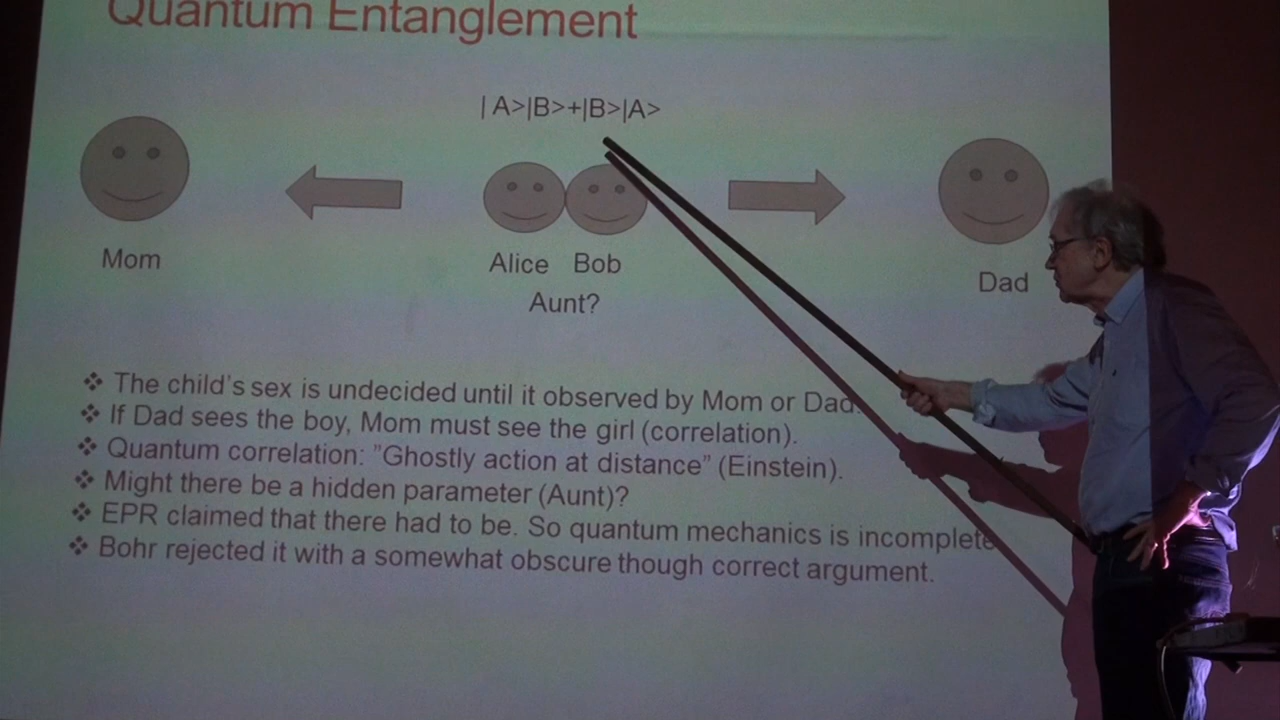 Quantum Entanglement
| A>|B>+|B>|A>
Mom
Alice Bob
Dad
Aunt?
❖ The child's sex is undecided until it observed by Mom or Dad.
❖ If Dad sees the boy, Mom must see the girl (correlation).
❖ Quantum correlation: ”Ghostly action at distance” (Einstein).
❖ Might there be a hidden parameter (Aunt)?
❖ EPR claimed that there had to be. So quantum mechanics is incomplete
❖ Bohr rejected it with a somewhat obscure though correct argument.